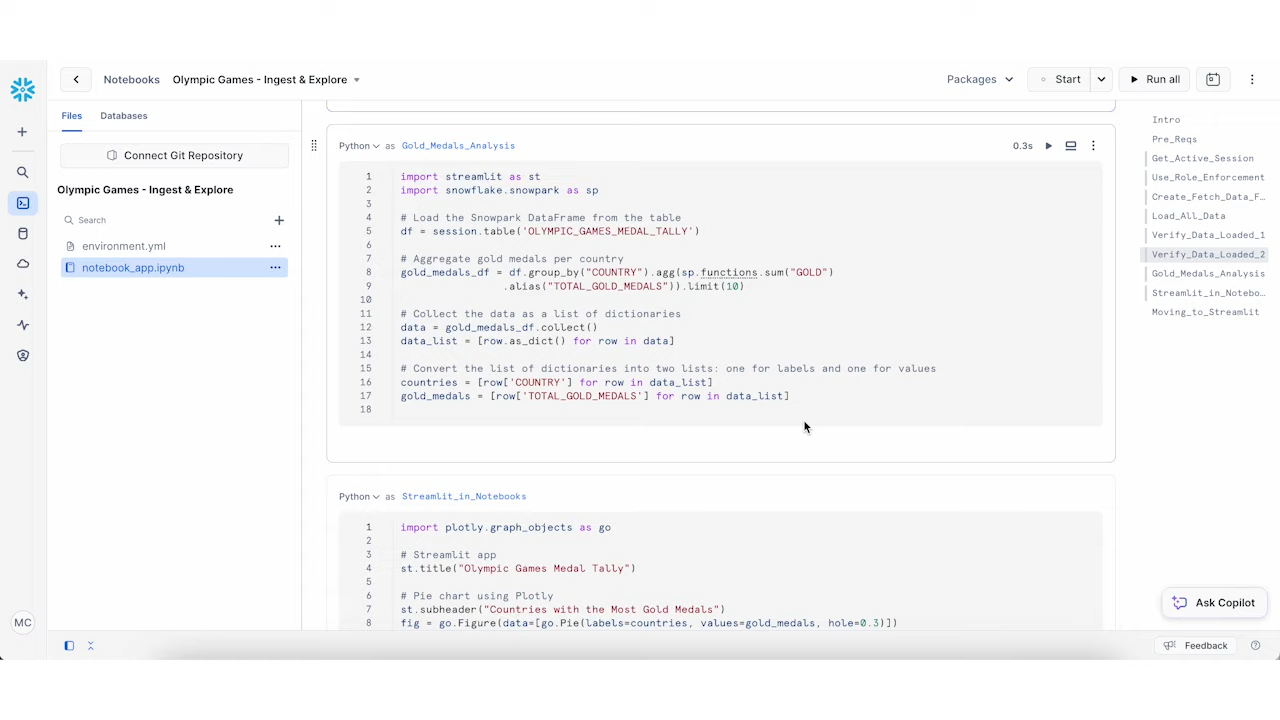 Notebooks
Olympic Games - Ingest & Explore
Packages
Start
Run all
Files
Databases
Connect Git Repository
Olympic Games - Ingest & Explore
Search
environment.yml
notebook_app.ipynb
Python as Gold_Medals_Analysis
0.3s
1 import streamlit as st
2 import snowflake.snowpark as sp
3
4 # Load the Snowpark DataFrame from the table
5 df = session.table('OLYMPIC_GAMES_MEDAL_TALLY')
6
7 # Aggregate gold medals per country
8 gold_medals_df = df.group_by("COUNTRY").agg(sp.functions.sum("GOLD")
9 .alias("TOTAL_GOLD_MEDALS")).limit(10)
10
11 # Collect the data as a list of dictionaries
12 data = gold_medals_df.collect()
13 data_list = [row.as_dict() for row in data]
14
15 # Convert the list of dictionaries into two lists: one for labels and one for values
16 countries = [row['COUNTRY'] for row in data_list]
17 gold_medals = [row['TOTAL_GOLD_MEDALS'] for row in data_list]
18
Python as Streamlit_in_Notebooks
1 import plotly.graph_objects as go
2
3 # Streamlit app
4 st.title("Olympic Games Medal Tally")
5
6 # Pie chart using Plotly
7 st.subheader("Countries with the Most Gold Medals")
8 fig = go.Figure(data=[go.Pie(labels=countries, values=gold_medals, hole=0.3)])
Intro
Pre_Reqs
Get_Active_Session
Use_Role_Enforcement
Create_Fetch_Data_F...
Load_All_Data
Verify_Data_Loaded_1
Verify_Data_Loaded_2
Gold_Medals_Analysis
Streamlit_in_Notebo...
Moving_to_Streamlit
Ask Copilot
MC
Feedback